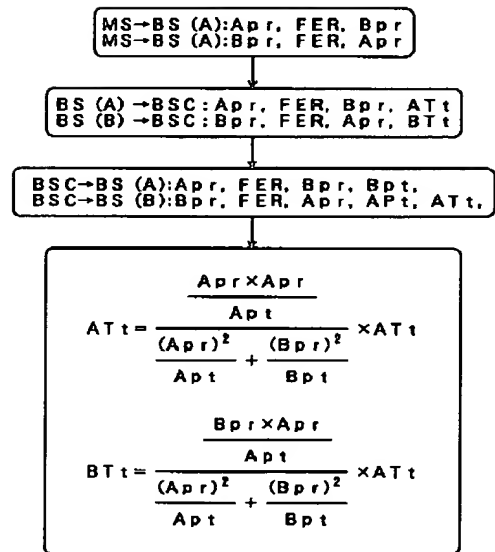 MS→BS (A):Apr, FER, Bpr
MS→BS (A):Bpr, FER, Apr
BS (A) →BSC:Apr, FER, Bpr, ATt
BS (B) →BSC:Bpr, FER, Apr, BTt
BSC→BS (A):Apr, FER, Bpr, Bpt,
BSC→BS (B):Bpr, FER, Apr, APt, ATt,
ATt = ((Apr×Apr)/Apt) / ((Apr)²/Apt + (Bpr)²/Bpt) ×ATt
BTt = ((Bpr×Apr)/Apt) / ((Apr)²/Apt + (Bpr)²/Bpt) ×ATt